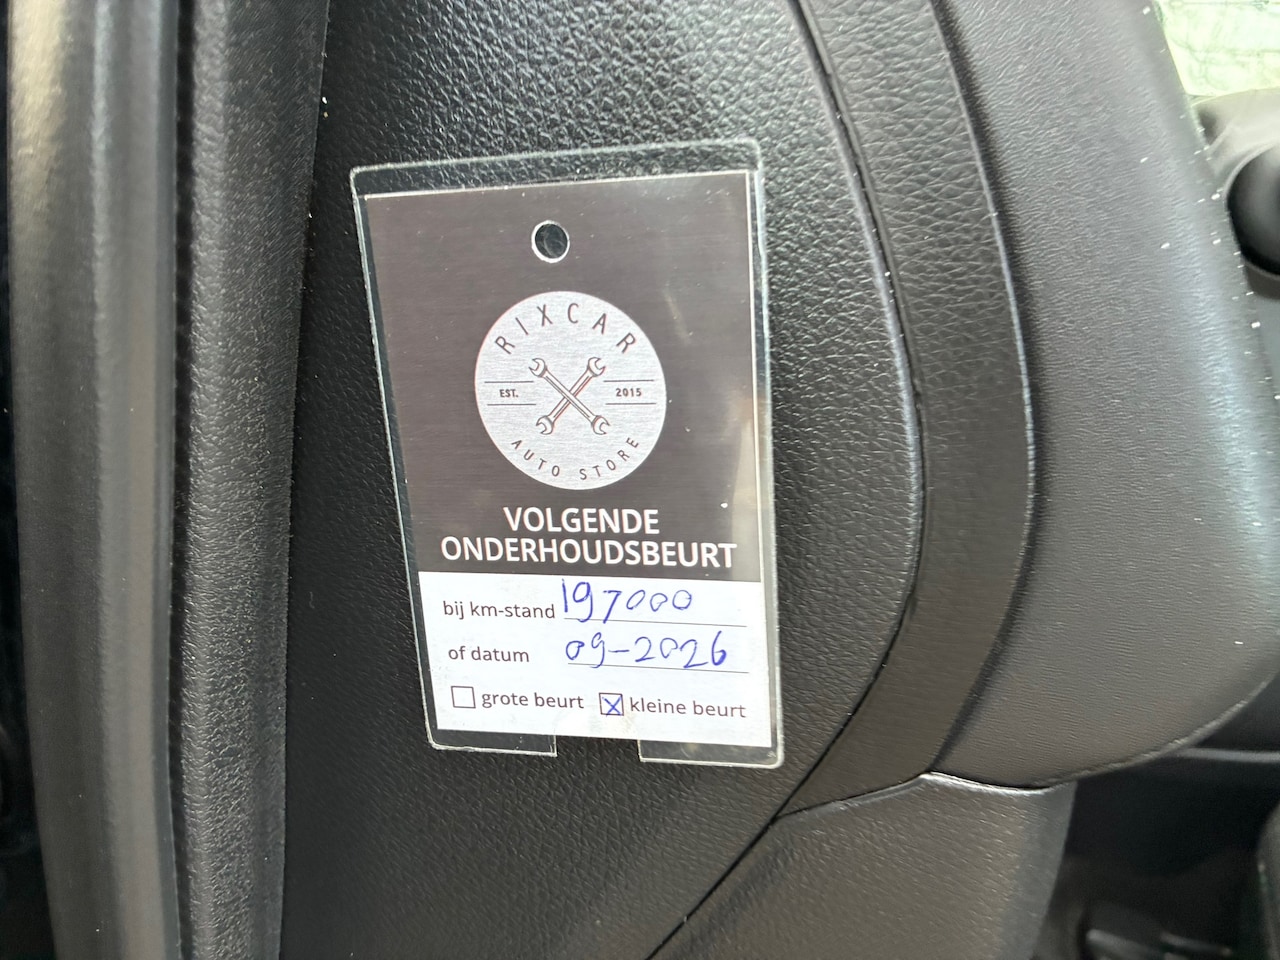 RIXCAR
EST. 2015
AUTO STORE
VOLGENDE
ONDERHOUDSBEURT
bij km-stand 197000
of datum 09-2026
grote beurt kleine beurt